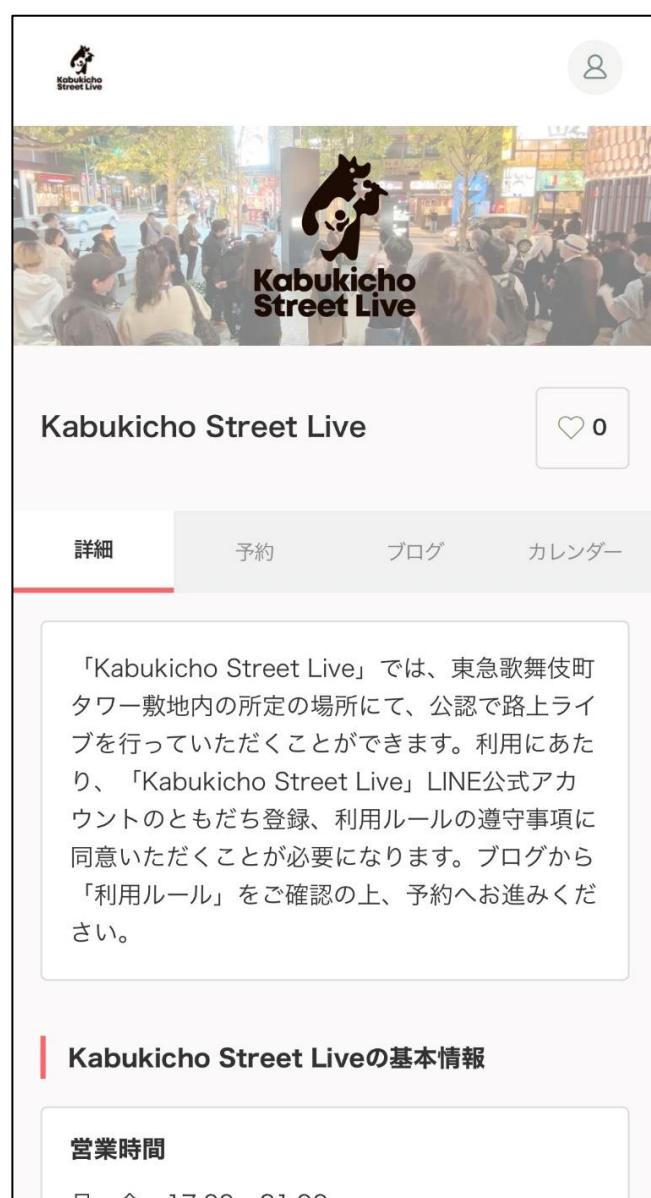 Kabukicho
Street Live
Kabukicho
Street Live
Kabukicho Street Live
0
詳細
予約
ブログ
カレンダー
「Kabukicho Street Live」では、東急歌舞伎町
タワー敷地内の所定の場所にて、公認で路上ライ
ブを行っていただくことができます。利用にあた
り、「Kabukicho Street Live」LINE公式アカ
ウントのともだち登録、利用ルールの遵守事項に
同意いただくことが必要になります。ブログから
「利用ルール」をご確認の上、予約へお進みくだ
さい。
Kabukicho Street Liveの基本情報
営業時間